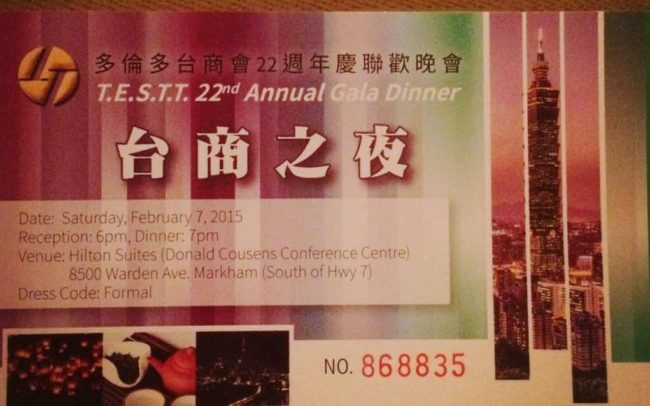 多倫多台商會22週年慶聯歡晚會
T.E.S.T.T. 22nd Annual Gala Dinner
台商之夜
Date: Saturday, February 7, 2015
Reception: 6pm, Dinner: 7pm
Venue: Hilton Suites (Donald Cousens Conference Centre)
8500 Warden Ave. Markham (South of Hwy 7)
Dress Code: Formal
NO. 868835